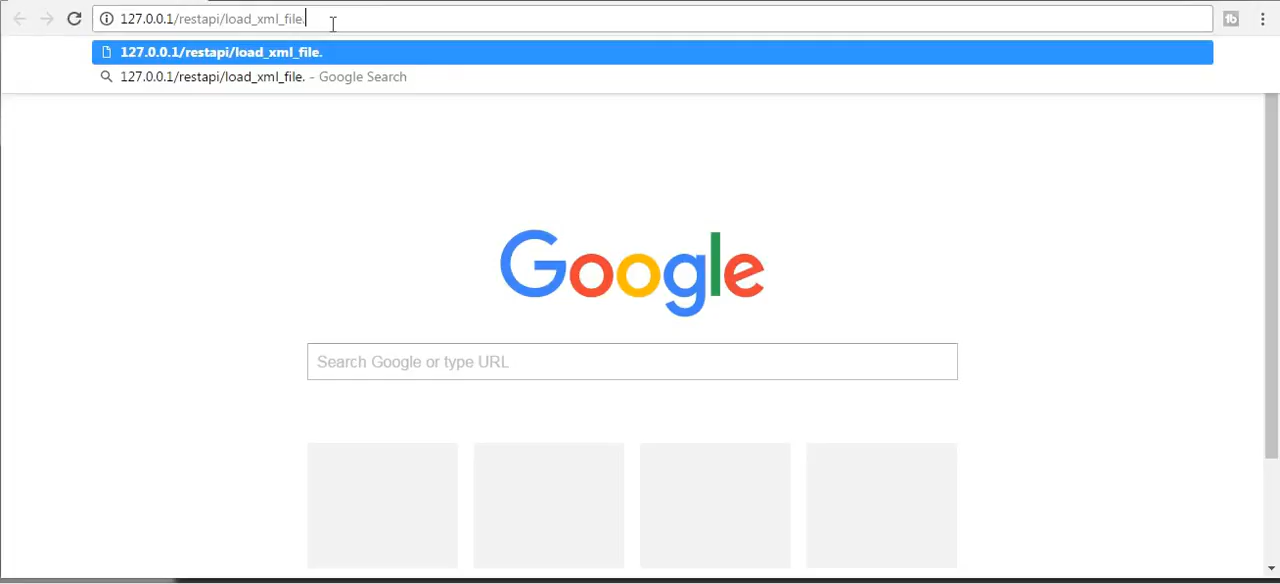 127.0.0.1/restapi/load_xml_file.
127.0.0.1/restapi/load_xml_file.
127.0.0.1/restapi/load_xml_file. - Google Search
Google
Search Google or type URL